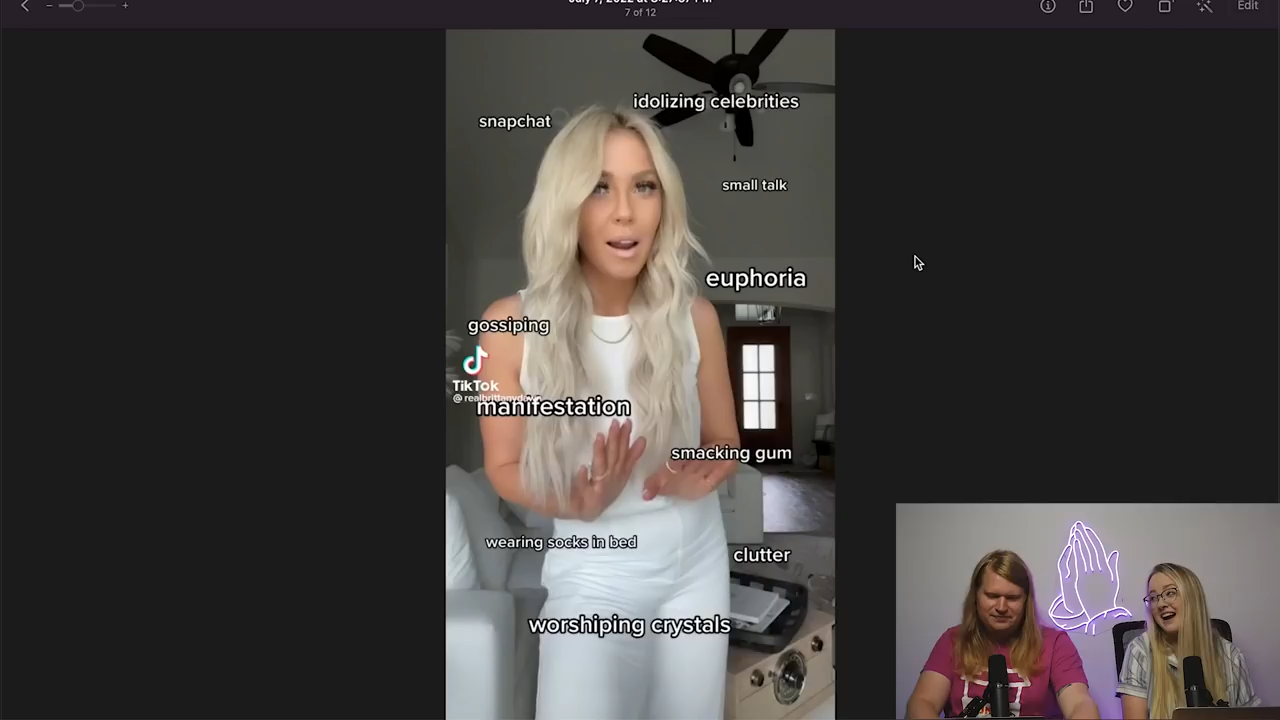 7 of 12
Edit
idolizing celebrities
snapchat
small talk
euphoria
gossiping
TikTok
manifestation
smacking gum
wearing socks in bed
clutter
worshiping crystals